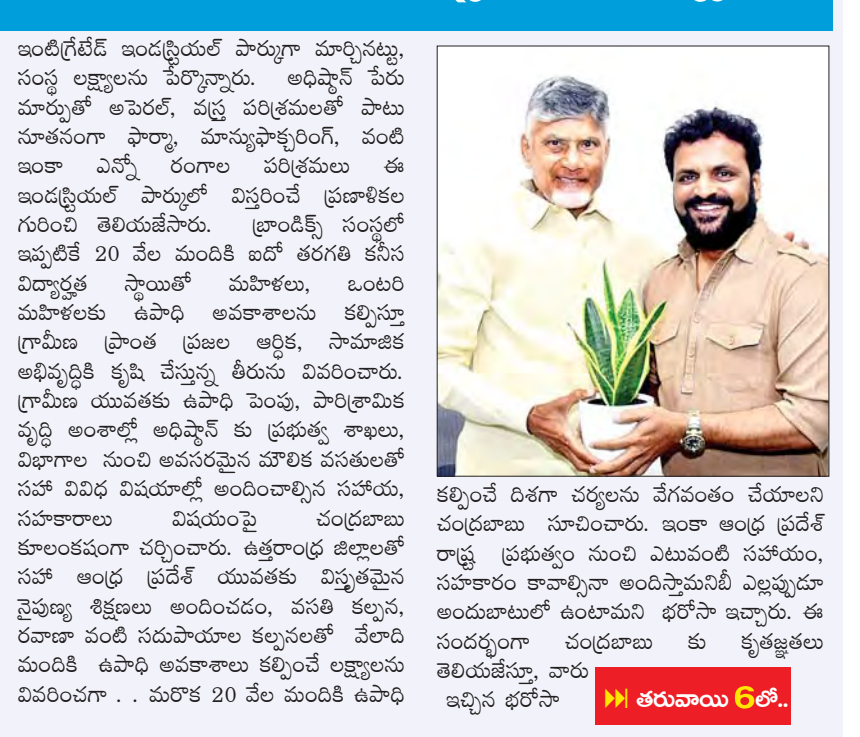 ఇంటిగ్రేటేడ్ ఇండస్ట్రియల్ పార్కుగా మార్చినట్టు,
సంస్థ లక్ష్యాలను పేర్కొన్నారు. అధిష్ఠాన్ పేరు
మార్పుతో అపెరల్, వస్త్ర పరిశ్రమలతో పాటు
నూతనంగా ఫార్మా, మాన్యుఫాక్చరింగ్, వంటి
ఇంకా ఎన్నో రంగాల పరిశ్రమలు ఈ
ఇండస్ట్రియల్ పార్కులో విస్తరించే ప్రణాళికల
గురించి తెలియజేసారు. బ్రాండిక్స్ సంస్థలో
ఇప్పటికే 20 వేల మందికి ఐదో తరగతి కనీస
విద్యార్హత స్థాయితో మహిళలు, ఒంటరి
మహిళలకు ఉపాధి అవకాశాలను కల్పిస్తూ
గ్రామీణ ప్రాంత ప్రజల ఆర్ధిక, సామాజిక
అభివృద్ధికి కృషి చేస్తున్న తీరును వివరించారు.
గ్రామీణ యువతకు ఉపాధి పెంపు, పారిశ్రామిక
వృద్ధి అంశాల్లో అధిష్ఠాన్ కు ప్రభుత్వ శాఖలు,
విభాగాల నుంచి అవసరమైన మౌలిక వసతులతో
సహా వివిధ విషయాల్లో అందించాల్సిన సహాయ,
సహకారాలు విషయంపై చంద్రబాబు
కూలంకషంగా చర్చించారు. ఉత్తరాంధ్ర జిల్లాలతో
సహా ఆంధ్ర ప్రదేశ్ యువతకు విస్తృతమైన
నైపుణ్య శిక్షణలు అందించడం, వసతి కల్పన,
రవాణా వంటి సదుపాయాల కల్పనలతో వేలాది
మందికి ఉపాధి అవకాశాలు కల్పించే లక్ష్యాలను
వివరించగా . . మరొక 20 వేల మందికి ఉపాధి
కల్పించే దిశగా చర్యలను వేగవంతం చేయాలని
చంద్రబాబు సూచించారు. ఇంకా ఆంధ్ర ప్రదేశ్
రాష్ట్ర ప్రభుత్వం నుంచి ఎటువంటి సహాయం,
సహకారం కావాల్సినా అందిస్తామనిబీ ఎల్లప్పుడూ
అందుబాటులో ఉంటామని భరోసా ఇచ్చారు. ఈ
సందర్భంగా చంద్రబాబు కు కృతజ్ఞతలు
తెలియజేస్తూ, వారు
ఇచ్చిన భరోసా
తరువాయి 6లో..